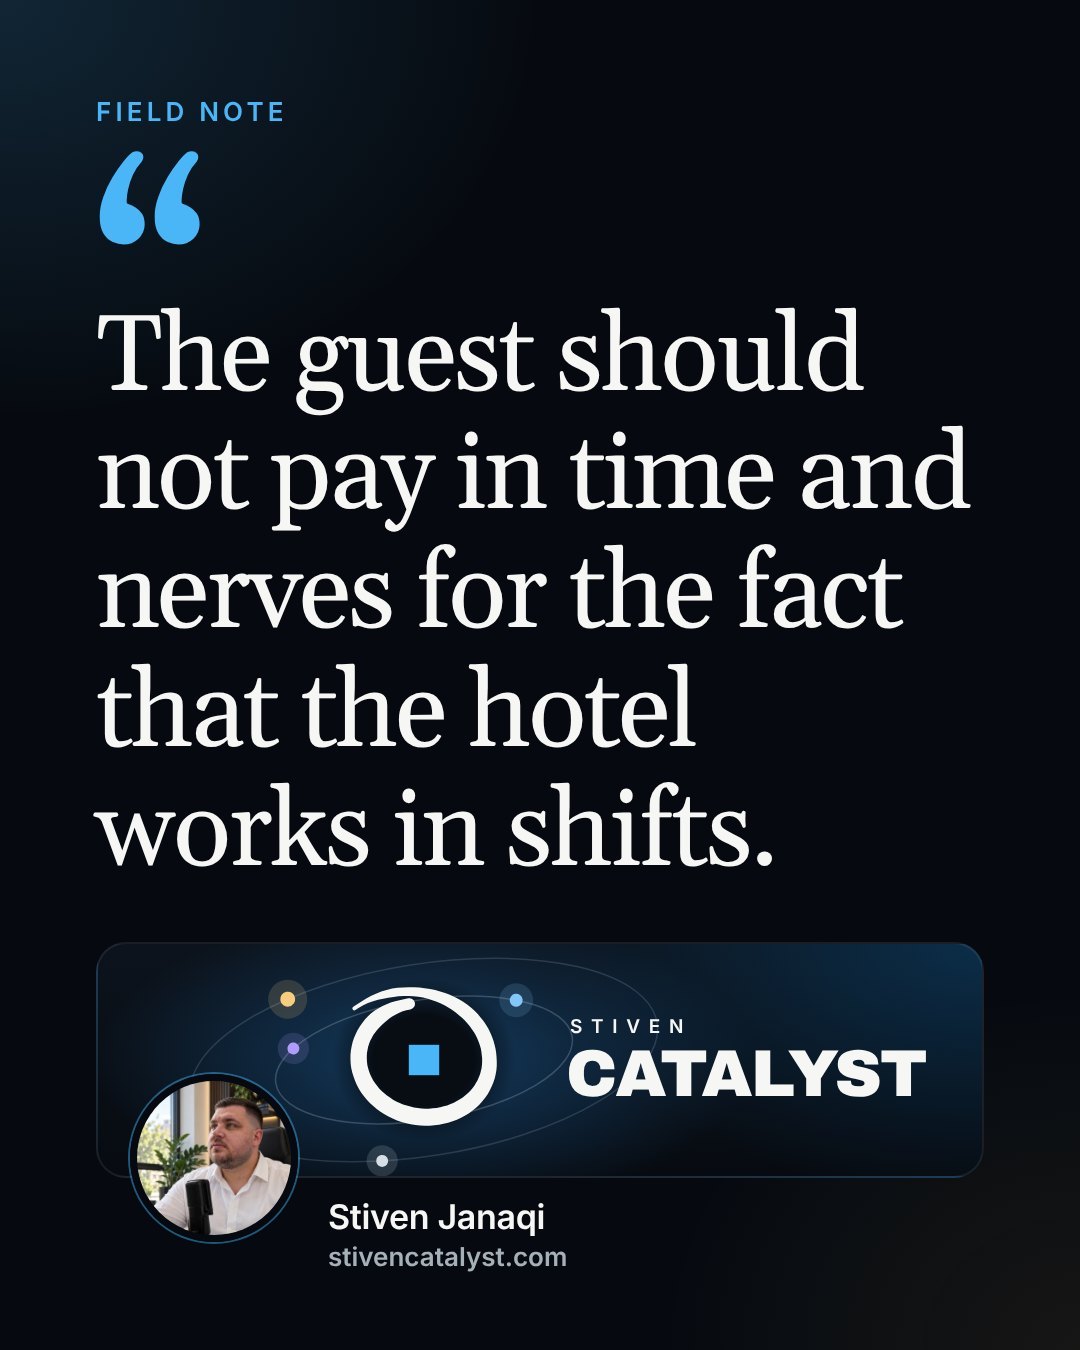 FIELD NOTE
“
The guest should
not pay in time and
nerves for the fact
that the hotel
works in shifts.
STIVEN
CATALYST
Stiven Janaqi
stivencatalyst.com